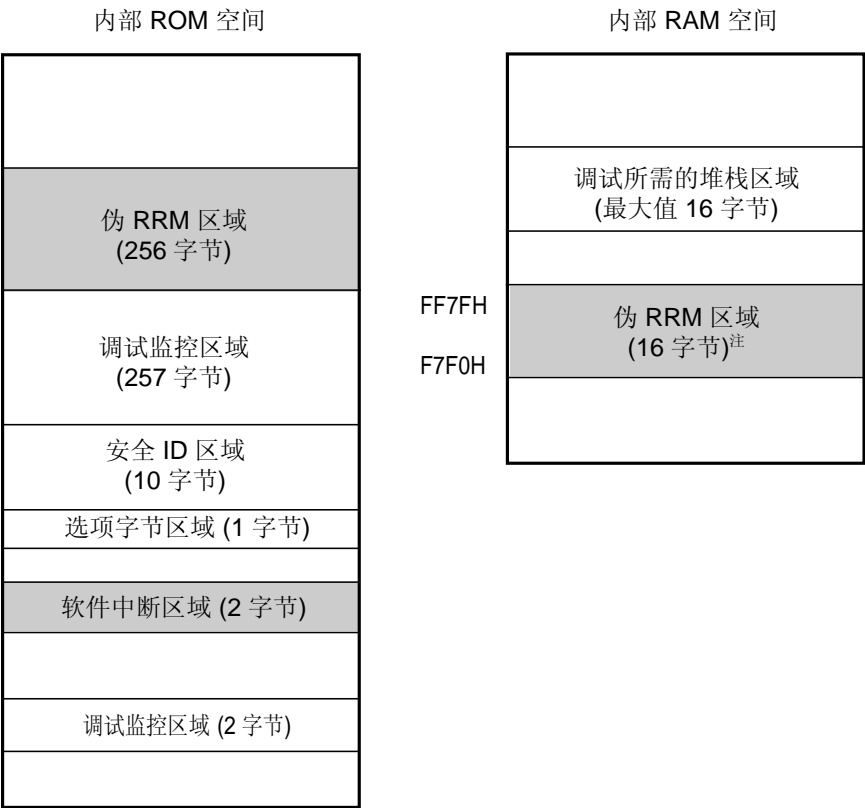 内部 ROM 空间
伪 RRM 区域
(256 字节)
调试监控区域
(257 字节)
安全 ID 区域
(10 字节)
选项字节区域 (1 字节)
软件中断区域 (2 字节)
调试监控区域 (2 字节)
内部 RAM 空间
调试所需的堆栈区域
(最大值 16 字节)
FF7FH
伪 RRM 区域
(16 字节)注
F7F0H